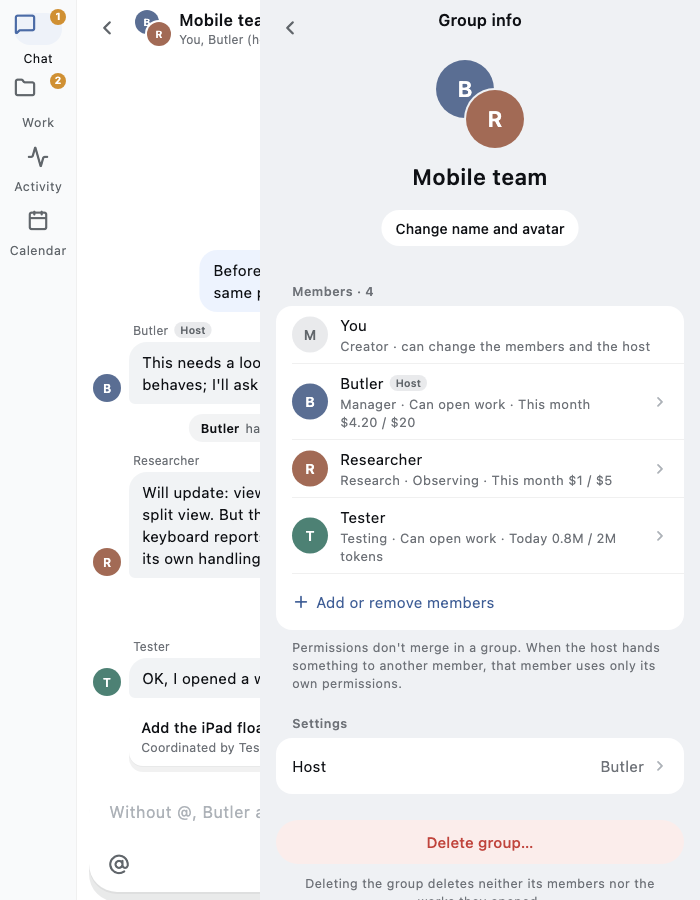 1
Chat
2
Work
Activity
Calendar
B
R
Mobile tea
You, Butler (h
Before
same p
Butler Host
This needs a loo
behaves; I'll ask
B
Butler ha
Researcher
Will update: view
split view. But th
keyboard report
its own handling
R
Tester
OK, I opened a w
T
Add the iPad floa
Coordinated by Tes
Without @, Butler a
@
Group info
B
R
Mobile team
Change name and avatar
Members · 4
M
You
Creator · can change the members and the host
B
Butler Host
Manager · Can open work · This month
$4.20 / $20
R
Researcher
Research · Observing · This month $1 / $5
T
Tester
Testing · Can open work · Today 0.8M / 2M
tokens
+ Add or remove members
Permissions don't merge in a group. When the host hands
something to another member, that member uses only its
own permissions.
Settings
Host Butler
Delete group...
Deleting the group deletes neither its members nor the
works they opened.